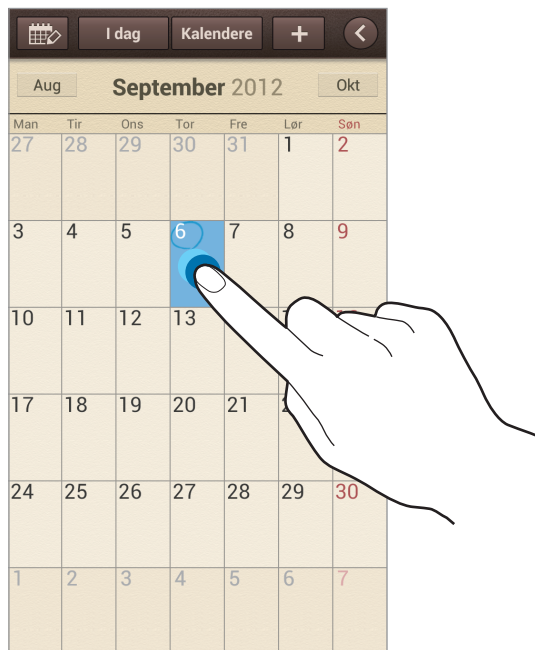 I dag Kalendere
Aug September 2012 Okt
Man Tir Ons Tor Fre Lør Søn
27 28 29 30 31 1 2
3 4 5 6 7 8 9
10 11 12 13
17 18 19 20 21
24 25 26 27 28 29 30
1 2 3 4 5 6 7